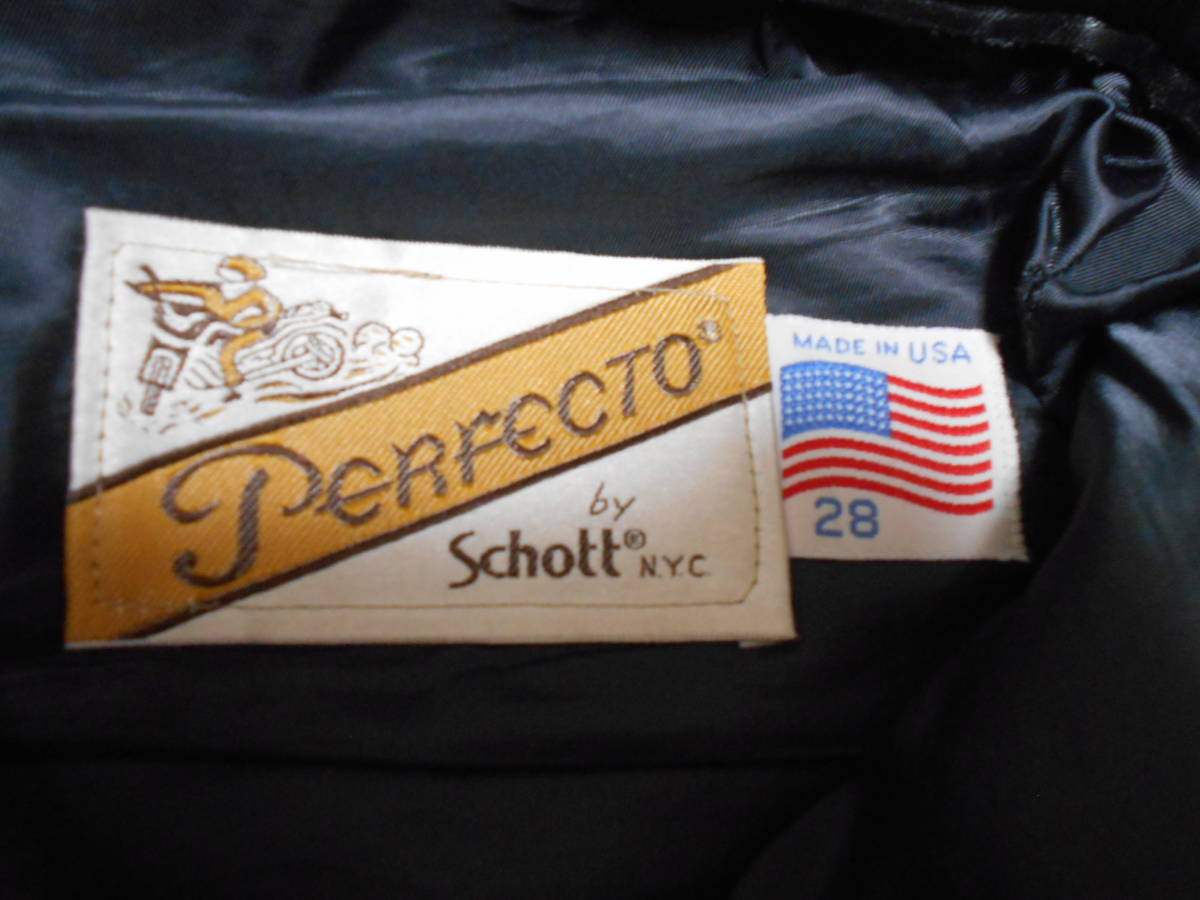 PERFECTO®
by
Schott®
N.Y.C.
MADE IN USA
28